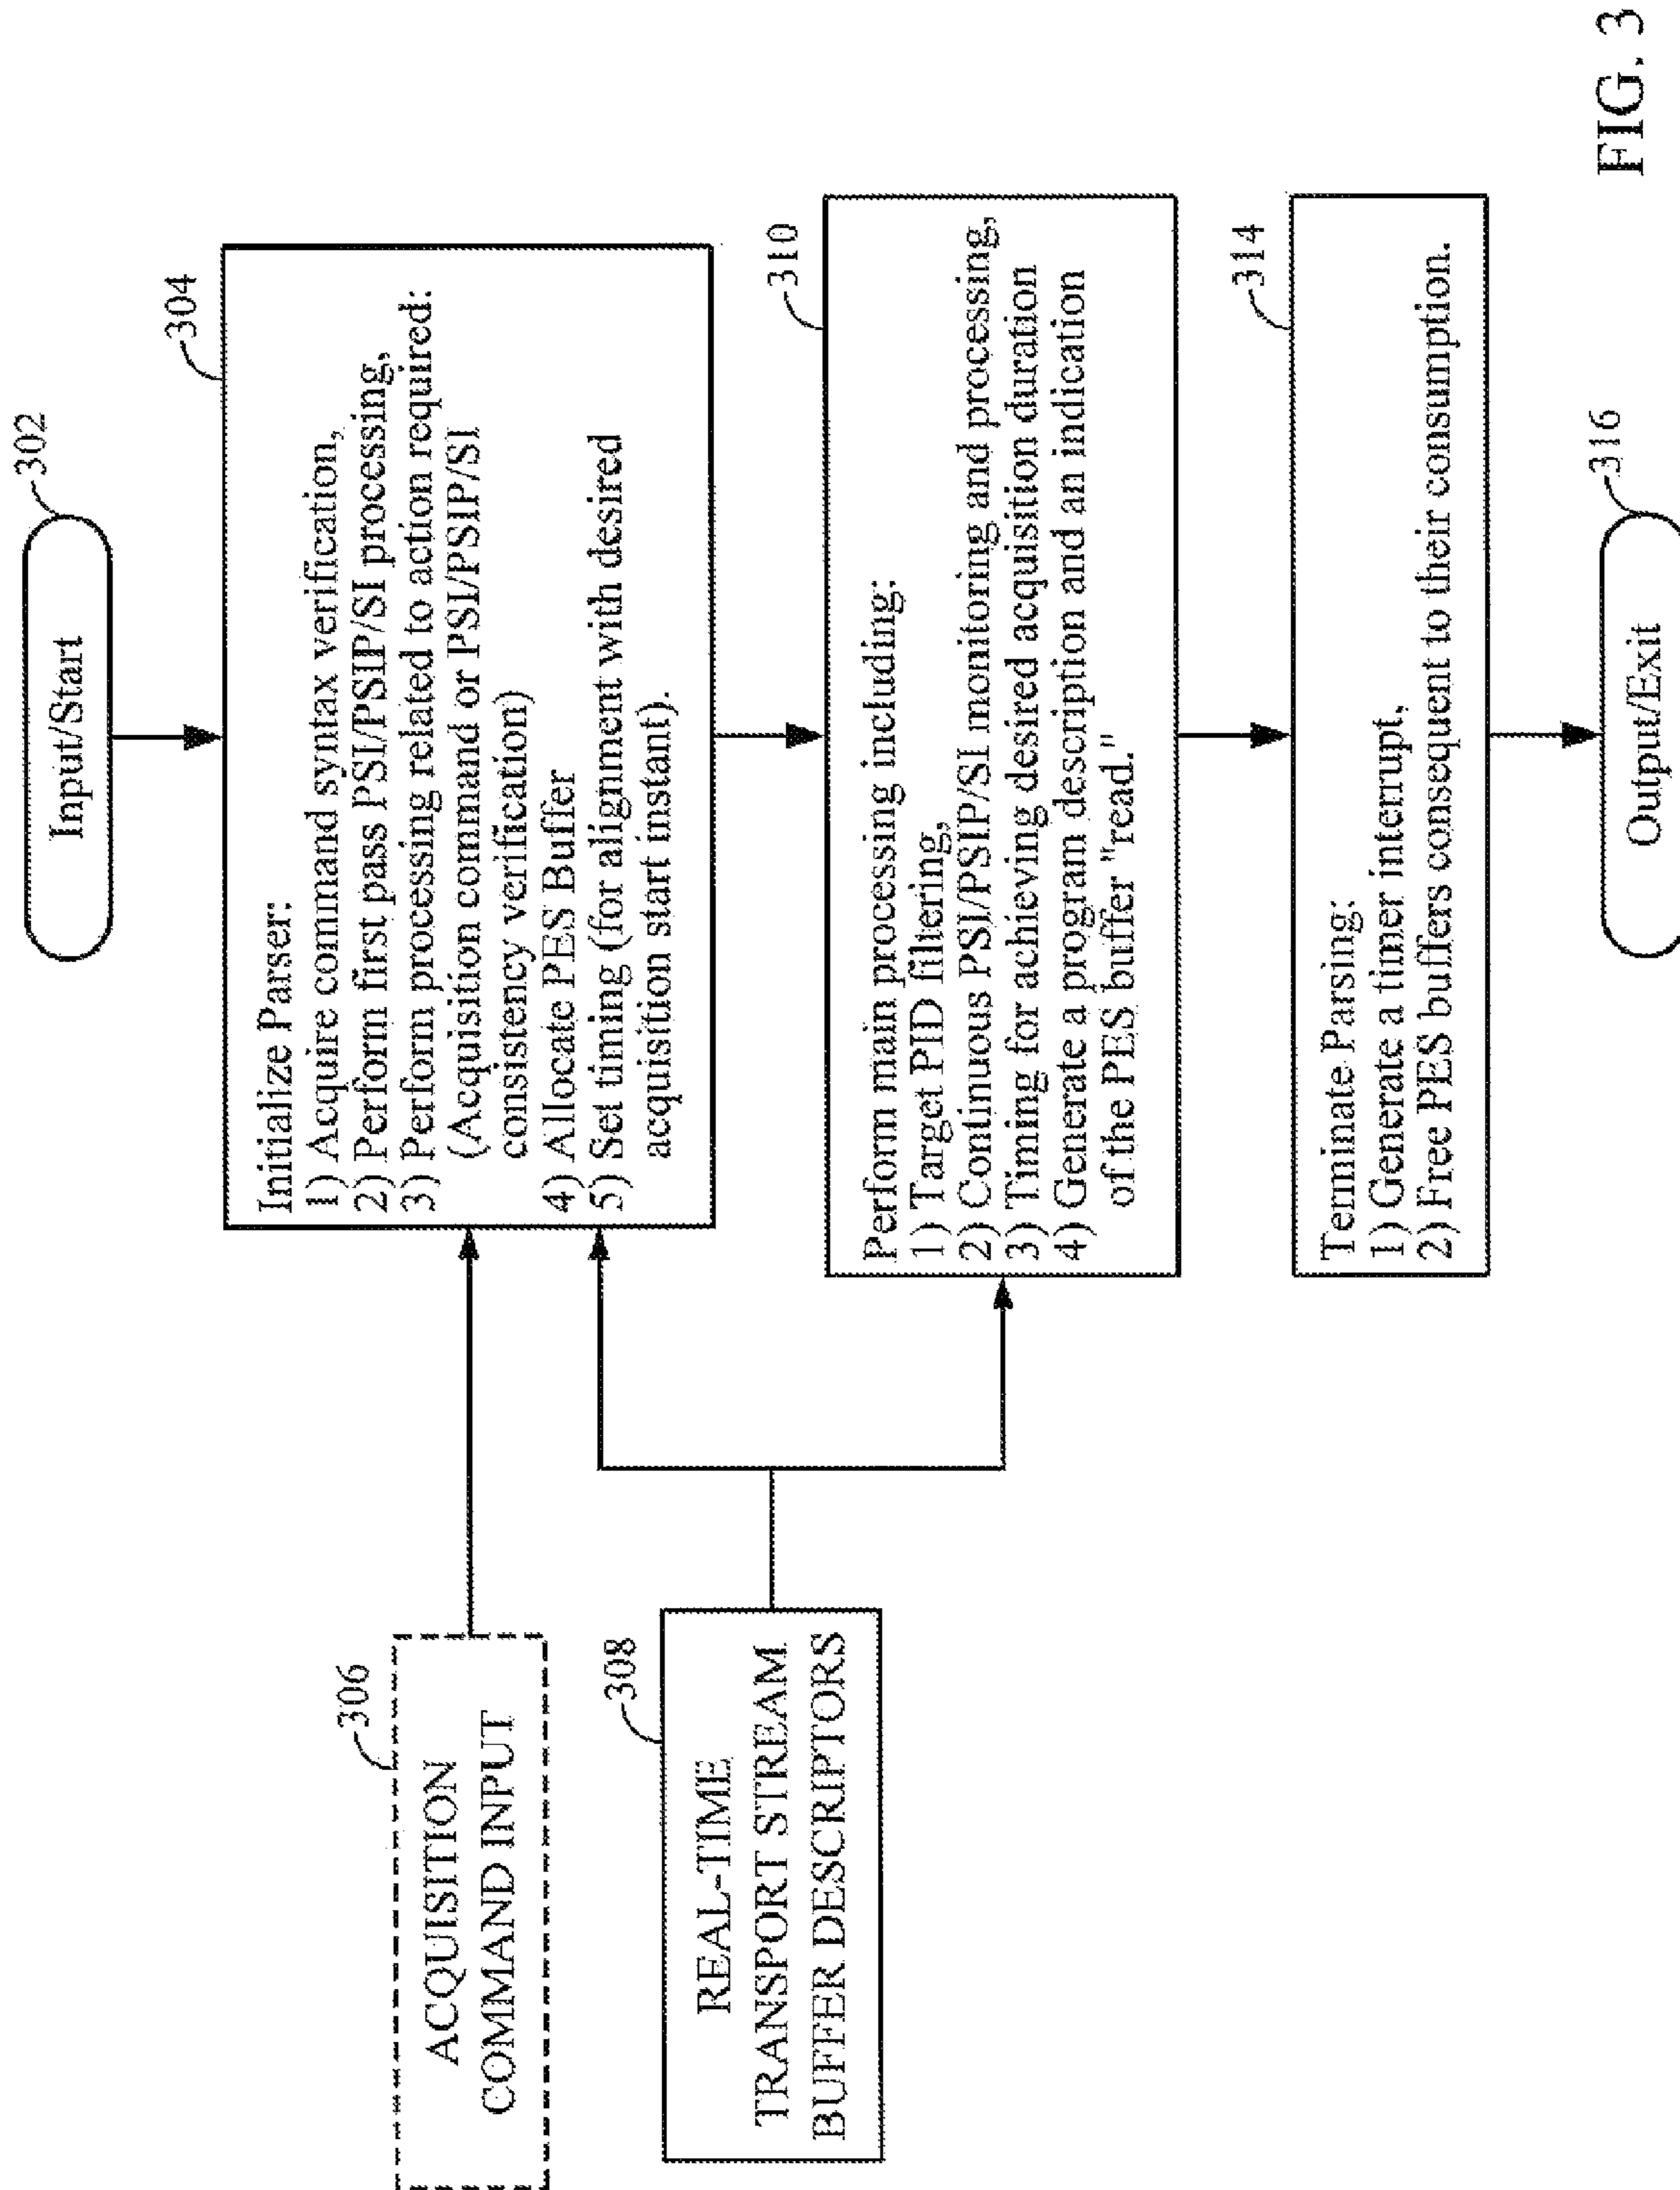 302
Input/Start
304
Initialize Parser:
1) Acquire command syntax verification,
2) Perform first pass PSI/PSIP/SI processing,
3) Perform processing related to action required:
(Acquisition command or PSI/PSIP/SI
consistency verification)
4) Allocate PES Buffer
5) Set timing (for alignment with desired
acquisition start instant).
306
ACQUISITION
COMMAND INPUT
308
REAL-TIME
TRANSPORT STREAM
BUFFER DESCRIPTORS
310
Perform main processing including:
1) Target PID filtering,
2) Continuous PSI/PSIP/SI monitoring and processing,
3) Timing for achieving desired acquisition duration
4) Generate a program description and an indication
of the PES buffer "read."
314
Terminate Parsing:
1) Generate a timer interrupt,
2) Free PES buffers consequent to their consumption.
316
Output/Exit
FIG. 3